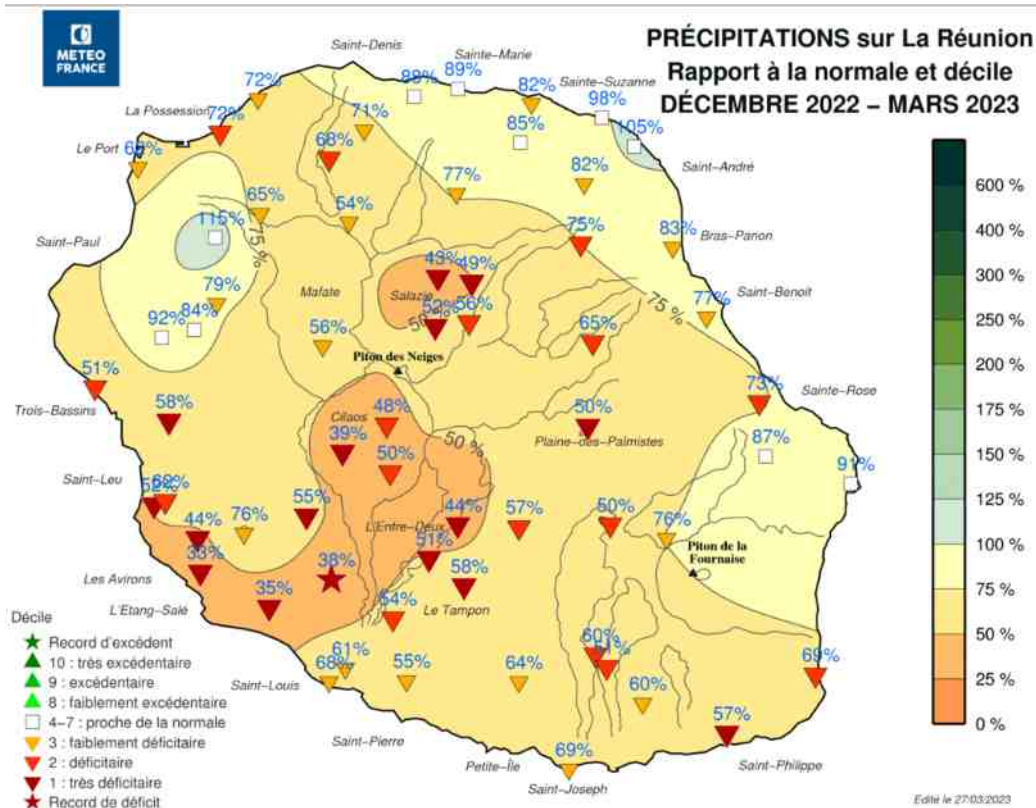 METEO
FRANCE
PRÉCIPITATIONS sur La Réunion
Rapport à la normale et décile
DÉCEMBRE 2022 – MARS 2023
Saint–Denis
Sainte–Marie
Sainte–Suzanne
72%
88%
89%
82%
98%
La Possession
72%
71%
85%
105%
Le Port
68%
Saint–André
82%
77%
65%
54%
115%
75 %
75%
83%
Bras–Panon
Saint–Paul
43%
49%
79%
Mafate
Salazie
77%
Saint–Benoît
75 %
92%
84%
56%
52%
56%
65%
Piton des Neiges
51%
73%
Sainte–Rose
Trois–Bassins
58%
Cilaos
48%
50%
39%
50 %
Plaine–des–Palmistes
87%
50%
91%
Saint–Leu
52%
55%
44%
L'Entre–Deux
57%
50%
76%
44%
76%
51%
Piton de la
Fournaise
33%
38%
Les Avirons
58%
35%
L'Etang–Salé
54%
Le Tampon
60%
61%
61%
68%
55%
64%
69%
Saint–Louis
60%
57%
Saint–Pierre
69%
Petite–Île
Saint–Joseph
Saint–Philippe
Décile
Record d'excédent
10 : très excédentaire
9 : excédentaire
8 : faiblement excédentaire
4–7 : proche de la normale
3 : faiblement déficitaire
2 : déficitaire
1 : très déficitaire
Record de déficit
600 %
400 %
300 %
250 %
200 %
175 %
125 %
100 %
75 %
50 %
25 %
0 %
Edité le 27/03/2023